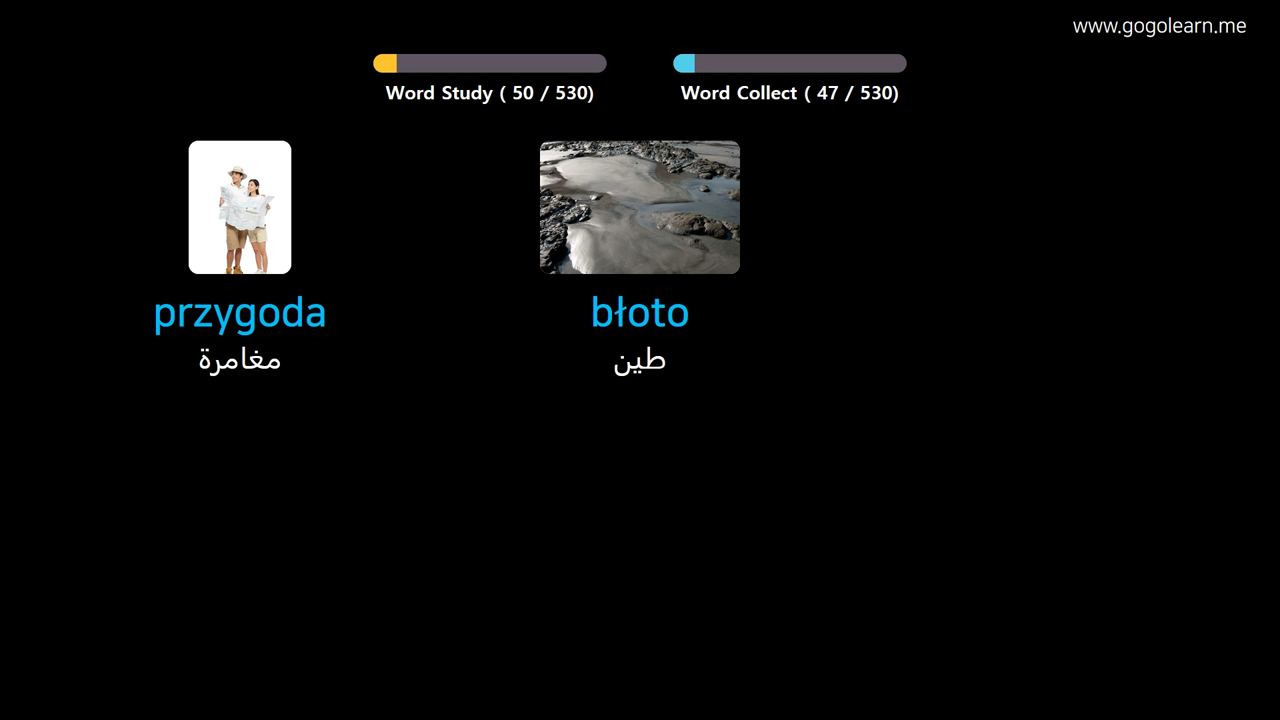 www.gogolearn.me
Word Study ( 50 / 530)
Word Collect ( 47 / 530)
przygoda
مغامرة
błoto
طين